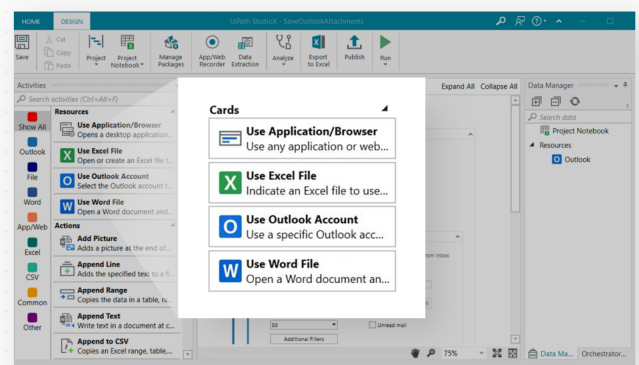 HOME DESIGN UiPath StudioX - SaveOutlookAttachments
Save
Cut
Copy
Paste
Project
Project Notebook
Manage Packages
App/Web Recorder
Data Extraction
Analyze
Export to Excel
Publish
Run
Activities
Search activities (Ctrl+Alt+F)
Show All
Outlook
File
Word
App/Web
Excel
CSV
Common
Other
Resources
Use Application/Browser
Opens a desktop application...
Use Excel File
Open or create an Excel file t...
Use Outlook Account
Select the Outlook account t...
Use Word File
Open a Word document and...
Actions
Add Picture
Adds a picture at the end of...
Append Line
Adds the specified text to a fi...
Append Range
Copies the data in a table, ra...
Append Text
Write text in a document at c...
Append to CSV
Copies an Excel range, table,...
Cards
Use Application/Browser
Use any application or web...
Use Excel File
Indicate an Excel file to use...
Use Outlook Account
Use a specific Outlook acc...
Use Word File
Open a Word document an...
Expand All Collapse All
from Inbox
50
Unread mail
Additional Filters
75%
Data Manager
Search data
Project Notebook
Resources
Outlook
Data Ma... Orchestrator...